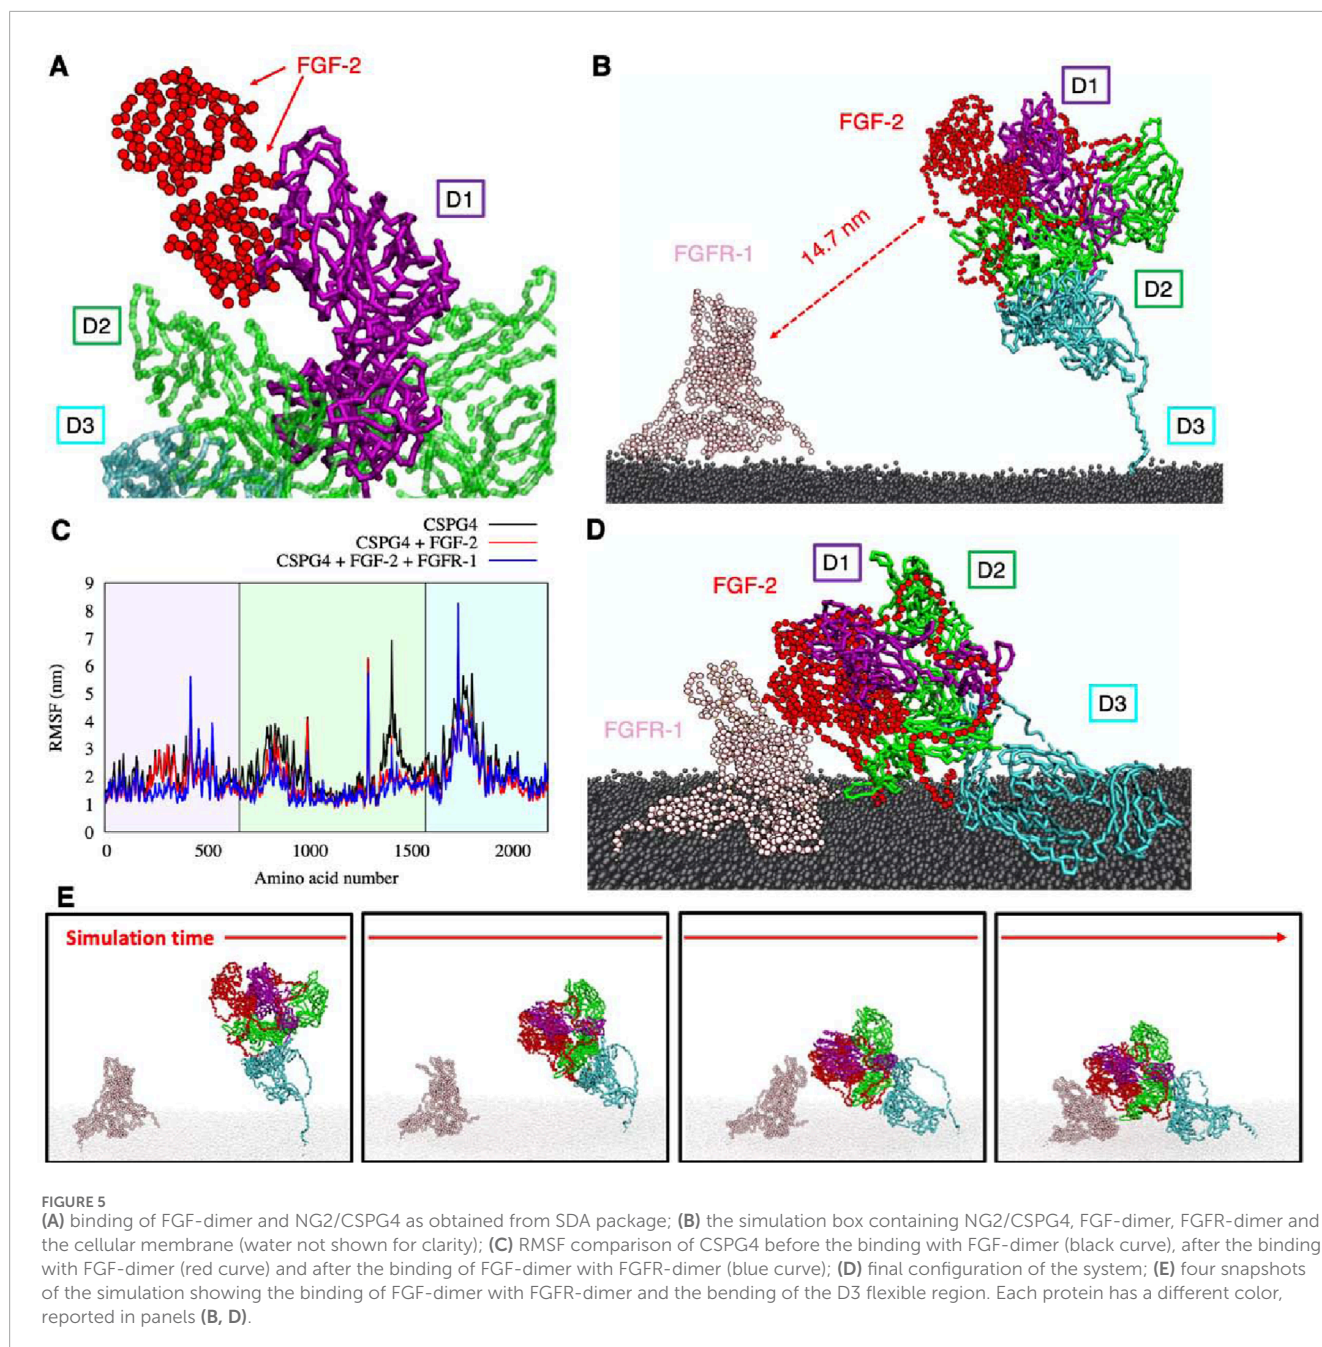 A
FGF-2
D1
D2
D3
B
D1
FGF-2
14.7 nm
FGFR-1
D2
D3
C
CSPG4
CSPG4 + FGF-2
CSPG4 + FGF-2 + FGFR-1
9
8
7
6
5
4
3
2
1
0
RMSF (nm)
0 500 1000 1500 2000
Amino acid number
D
D1
D2
FGF-2
D3
FGFR-1
E
Simulation time
FIGURE 5
(A) binding of FGF-dimer and NG2/CSPG4 as obtained from SDA package; (B) the simulation box containing NG2/CSPG4, FGF-dimer, FGFR-dimer and
the cellular membrane (water not shown for clarity); (C) RMSF comparison of CSPG4 before the binding with FGF-dimer (black curve), after the binding
with FGF-dimer (red curve) and after the binding of FGF-dimer with FGFR-dimer (blue curve); (D) final configuration of the system; (E) four snapshots
of the simulation showing the binding of FGF-dimer with FGFR-dimer and the bending of the D3 flexible region. Each protein has a different color,
reported in panels (B, D).